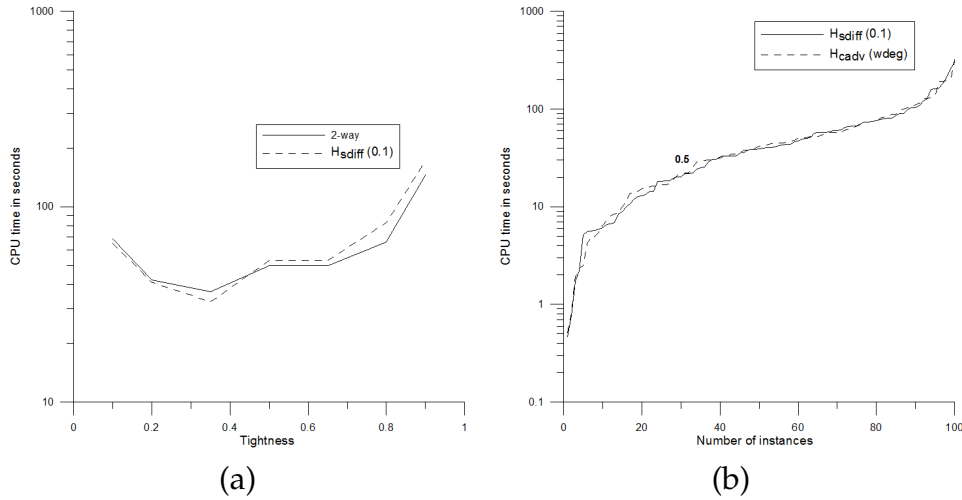 1000
100
10
CPU time in seconds
2-way
Hsdiff (0.1)
0
0.2
0.4
0.6
0.8
1
Tightness
(a)
1000
100
10
1
0.1
CPU time in seconds
Hsdiff (0.1)
Hcadv (wdeg)
0.5
0
20
40
60
80
100
Number of instances
(b)